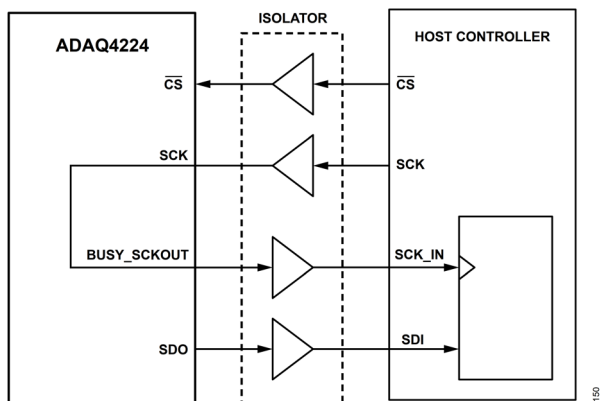 ISOLATOR
ADAQ4224
HOST CONTROLLER
CS
CS
SCK
SCK
BUSY_SCKOUT
SCK_IN
SDO
SDI
150